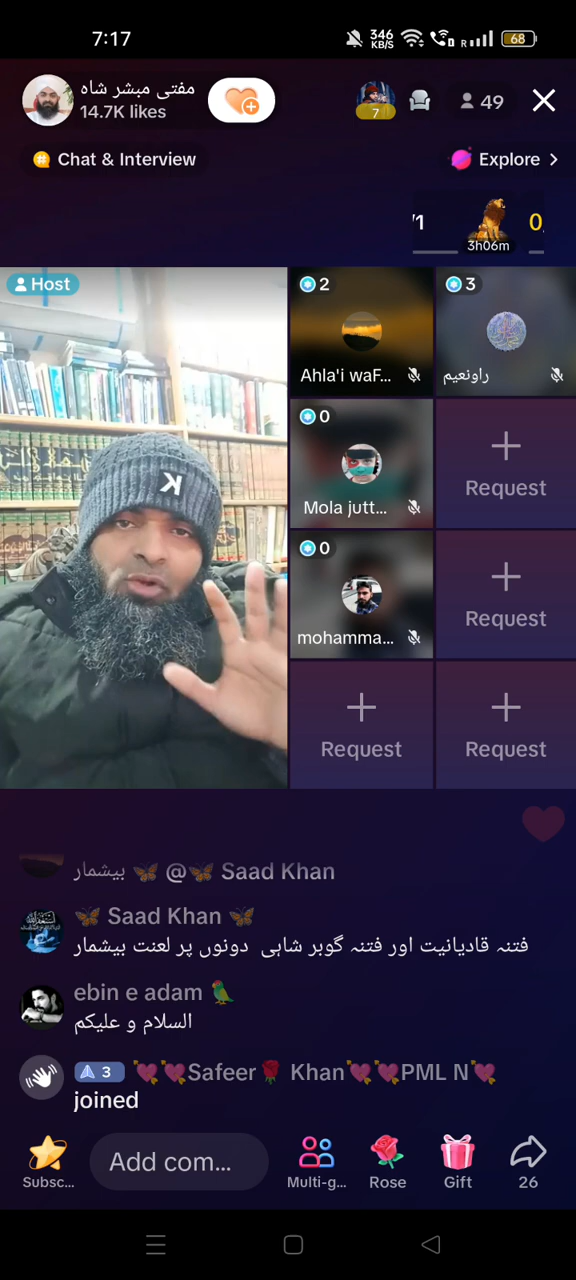 7:17
346
KB/S
R
68
مفتی مبشر شاہ
14.7K likes
7
49
Chat & Interview
Explore
/1
3h06m
0
Host
2
3
Ahla'i waF...
راونعیم
0
K
Request
Mola jutt...
0
Request
mohamma...
Request
Request
بیشمار 🦋 @🦋 Saad Khan
🦋 Saad Khan 🦋
فتنہ قادیانیت اور فتنہ گوہر شاہی دونوں پر لعنت بیشمار
ebin e adam 🦜
السلام و علیکم
3 💘💘Safeer🌹 Khan💘💘PML N💘
joined
Add com...
Subsc...
Multi-g...
Rose
Gift
26